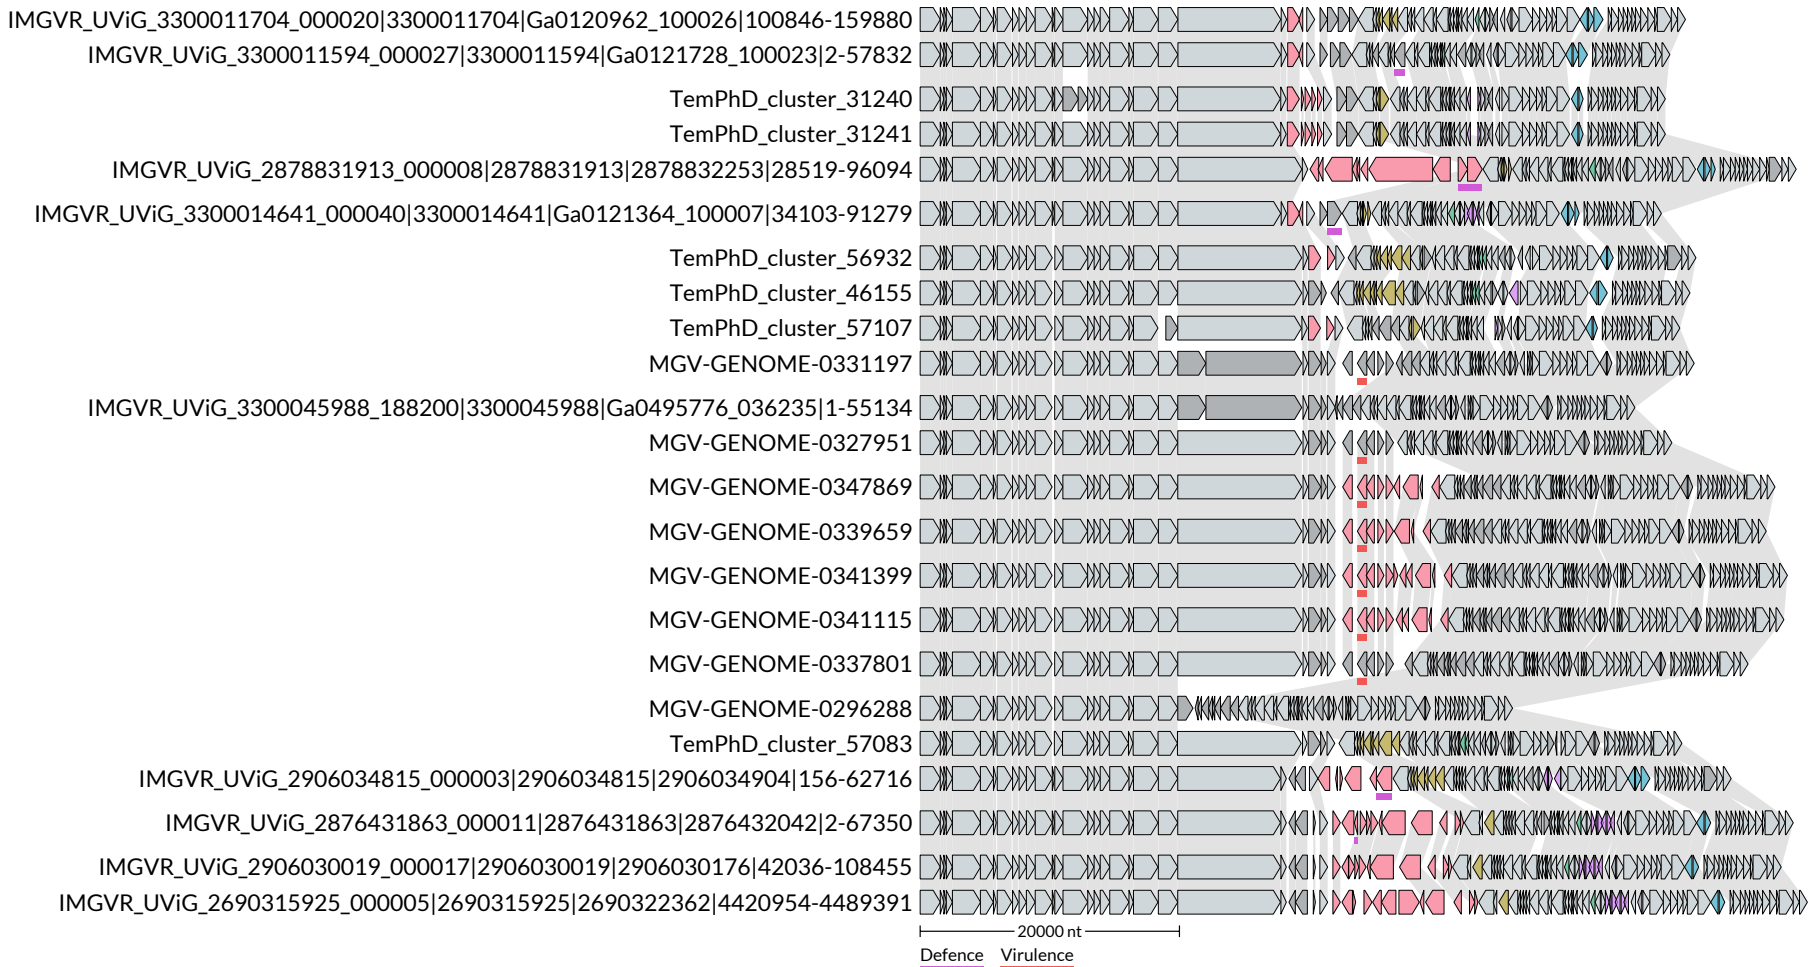 IMGVR_UViG_3300011704_000020|3300011704|Ga0120962_100026|100846-159880
IMGVR_UViG_3300011594_000027|3300011594|Ga0121728_100023|2-57832
TemPhD_cluster_31240
TemPhD_cluster_31241
IMGVR_UViG_2878831913_000008|2878831913|2878832253|28519-96094
IMGVR_UViG_3300014641_000040|3300014641|Ga0121364_100007|34103-91279
TemPhD_cluster_56932
TemPhD_cluster_46155
TemPhD_cluster_57107
MGV-GENOME-0331197
IMGVR_UViG_3300045988_188200|3300045988|Ga0495776_036235|1-55134
MGV-GENOME-0327951
MGV-GENOME-0347869
MGV-GENOME-0339659
MGV-GENOME-0341399
MGV-GENOME-0341115
MGV-GENOME-0337801
MGV-GENOME-0296288
TemPhD_cluster_57083
IMGVR_UViG_2906034815_000003|2906034815|2906034904|156-62716
IMGVR_UViG_2876431863_000011|2876431863|2876432042|2-67350
IMGVR_UViG_2906030019_000017|2906030019|2906030176|42036-108455
IMGVR_UViG_2690315925_000005|2690315925|2690322362|4420954-4489391
20000 nt
Defence Virulence